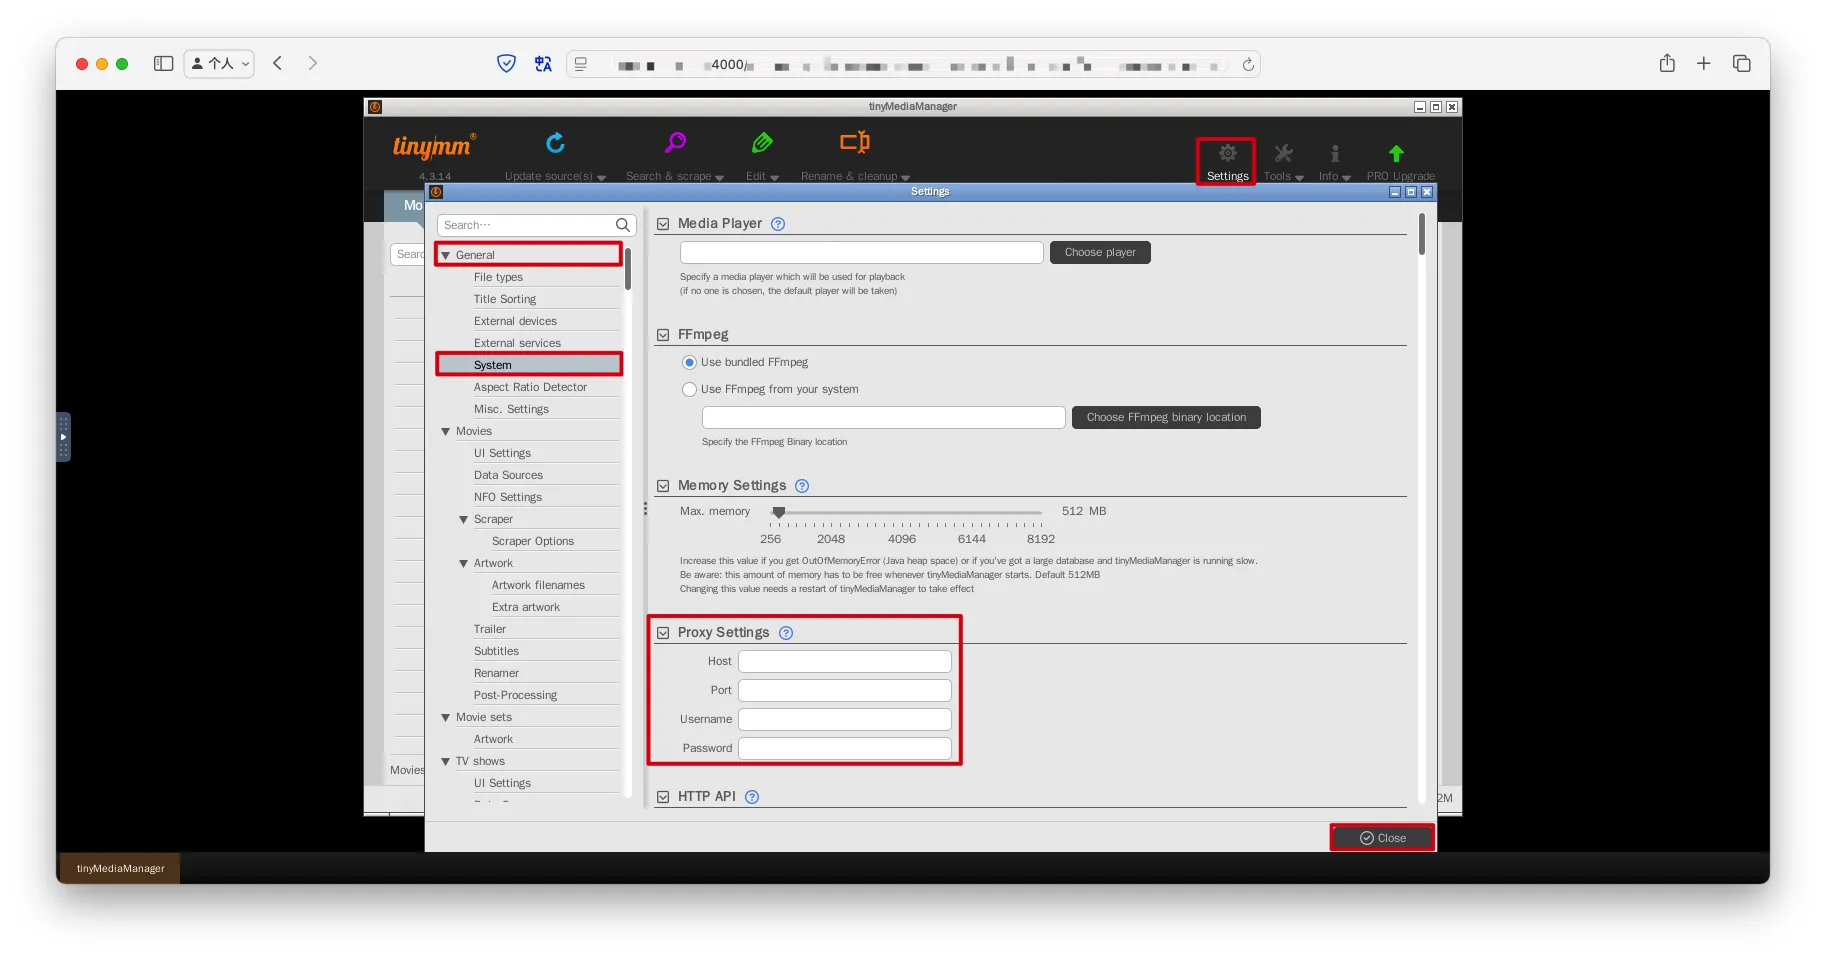 个人
4000/
tinyMediaManager
tinymm®
4.3.14
Update source(s)
Search & scrape
Edit
Rename & cleanup
Settings
Tools
Info
PRO Upgrade
Settings
Mo
Searc
Search...
General
File types
Title Sorting
External devices
External services
System
Aspect Ratio Detector
Misc. Settings
Movies
UI Settings
Data Sources
NFO Settings
Scraper
Scraper Options
Artwork
Artwork filenames
Extra artwork
Trailer
Subtitles
Renamer
Post-Processing
Movie sets
Artwork
TV shows
UI Settings
Media Player ?
Choose player
Specify a media player which will be used for playback
(if no one is chosen, the default player will be taken)
FFmpeg
Use bundled FFmpeg
Use FFmpeg from your system
Choose FFmpeg binary location
Specify the FFmpeg Binary location
Memory Settings ?
Max. memory
512 MB
256 2048 4096 6144 8192
Increase this value if you get OutOfMemoryError (Java heap space) or if you've got a large database and tinyMediaManager is running slow.
Be aware: this amount of memory has to be free whenever tinyMediaManager starts. Default 512MB
Changing this value needs a restart of tinyMediaManager to take effect
Proxy Settings ?
Host
Port
Username
Password
HTTP API ?
Movies
2M
Close
tinyMediaManager